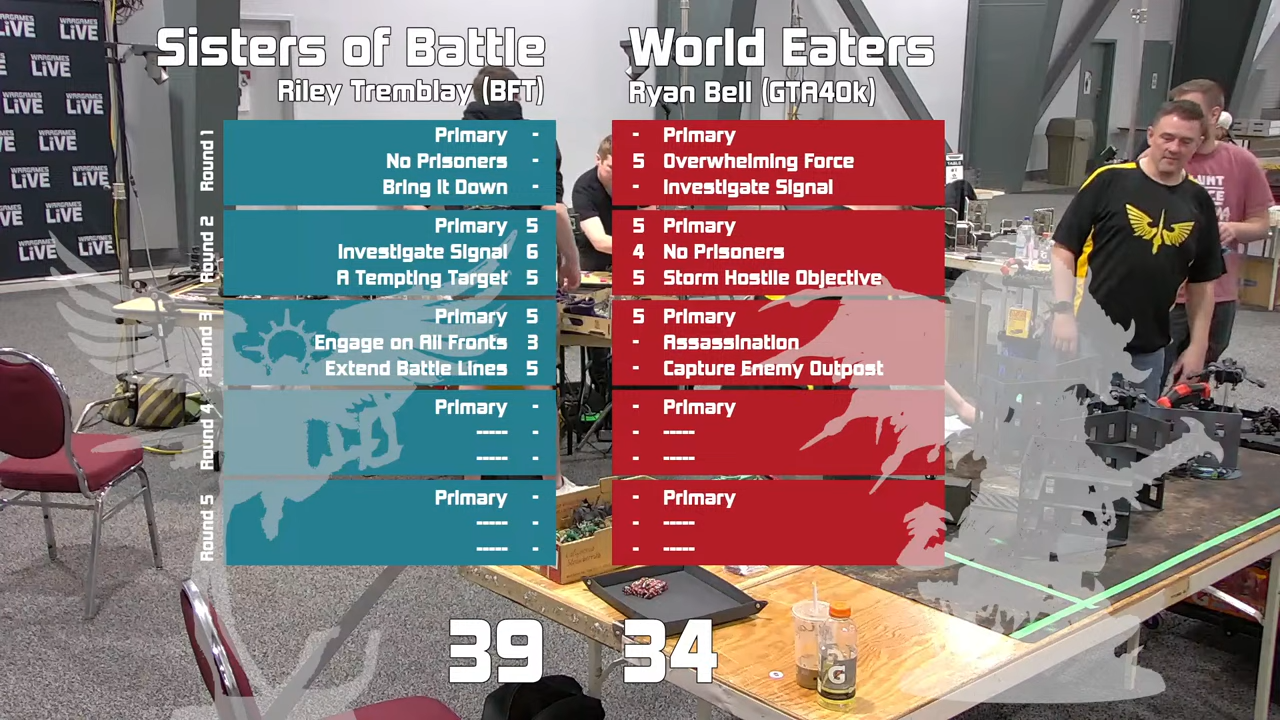 Sisters of Battle
Riley Tremblay (BFT)
World Eaters
Ryan Bell (GTA40k)
Round 1
Primary -
No Prisoners -
Bring It Down -
- Primary
5 Overwhelming Force
- Investigate Signal
Round 2
Primary 5
Investigate Signal 6
A Tempting Target 5
5 Primary
4 No Prisoners
5 Storm Hostile Objective
Round 3
Primary 5
Engage on All Fronts 3
Extend Battle Lines 5
5 Primary
- Assassination
- Capture Enemy Outpost
Round 4
Primary -
----- -
----- -
- Primary
- -----
- -----
Round 5
Primary -
----- -
----- -
- Primary
- -----
- -----
39
34
WARGAMES
LIVE
WARGAMES
LIVE
WARGAMES
LIVE
WARGAMES
LIVE
WARGAMES
LIVE
WARGAMES
LIVE
WARGAMES
LIVE
G